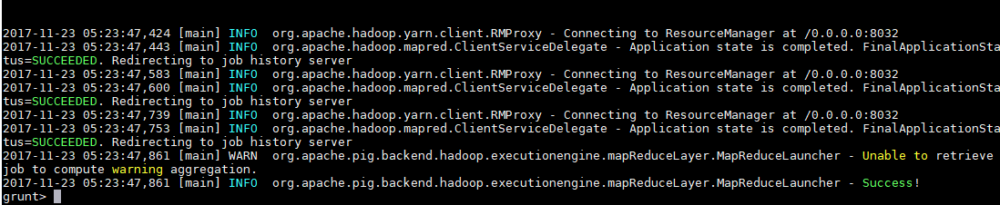 2017-11-23 05:23:47,424 [main] INFO  org.apache.hadoop.yarn.client.RMProxy - Connecting to ResourceManager at /0.0.0.0:8032
2017-11-23 05:23:47,443 [main] INFO  org.apache.hadoop.mapred.ClientServiceDelegate - Application state is completed. FinalApplicationSta
tus=SUCCEEDED. Redirecting to job history server
2017-11-23 05:23:47,583 [main] INFO  org.apache.hadoop.yarn.client.RMProxy - Connecting to ResourceManager at /0.0.0.0:8032
2017-11-23 05:23:47,600 [main] INFO  org.apache.hadoop.mapred.ClientServiceDelegate - Application state is completed. FinalApplicationSta
tus=SUCCEEDED. Redirecting to job history server
2017-11-23 05:23:47,739 [main] INFO  org.apache.hadoop.yarn.client.RMProxy - Connecting to ResourceManager at /0.0.0.0:8032
2017-11-23 05:23:47,753 [main] INFO  org.apache.hadoop.mapred.ClientServiceDelegate - Application state is completed. FinalApplicationSta
tus=SUCCEEDED. Redirecting to job history server
2017-11-23 05:23:47,861 [main] WARN  org.apache.pig.backend.hadoop.executionengine.mapReduceLayer.MapReduceLauncher - Unable to retrieve
job to compute warning aggregation.
2017-11-23 05:23:47,861 [main] INFO  org.apache.pig.backend.hadoop.executionengine.mapReduceLayer.MapReduceLauncher - Success!
grunt>